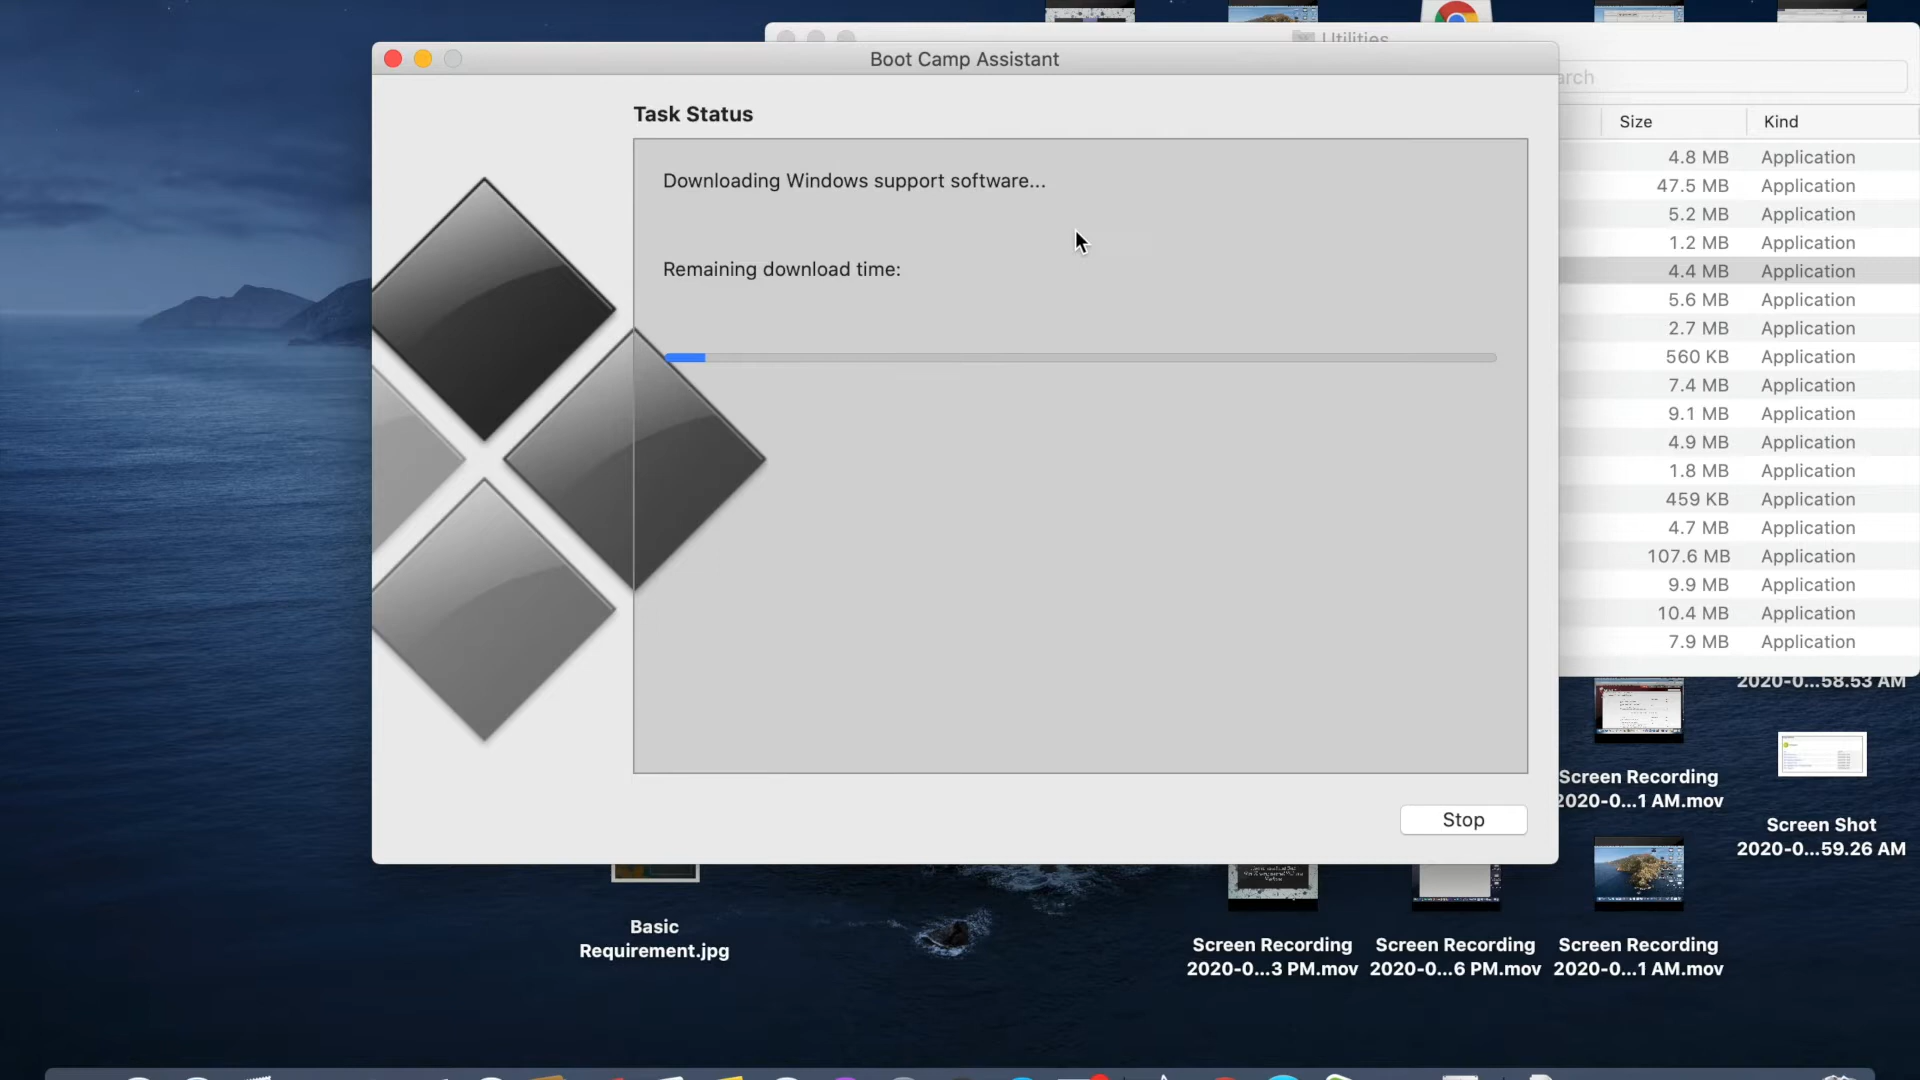 Utilities
Boot Camp Assistant
arch
Task Status
Size
Kind
Downloading Windows support software...
Remaining download time:
4.8 MB Application
47.5 MB Application
5.2 MB Application
1.2 MB Application
4.4 MB Application
5.6 MB Application
2.7 MB Application
560 KB Application
7.4 MB Application
9.1 MB Application
4.9 MB Application
1.8 MB Application
459 KB Application
4.7 MB Application
107.6 MB Application
9.9 MB Application
10.4 MB Application
7.9 MB Application
2020-0...58.53 AM
Screen Recording
2020-0...1 AM.mov
Stop
Screen Shot
2020-0...59.26 AM
Basic
Requirement.jpg
Screen Recording
2020-0...3 PM.mov
Screen Recording
2020-0...6 PM.mov
Screen Recording
2020-0...1 AM.mov